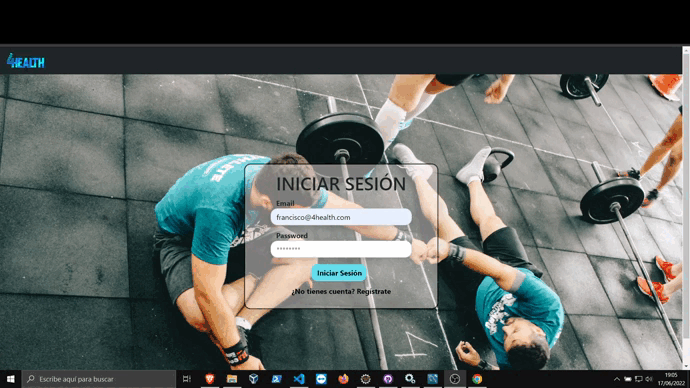 4HEALTH
INICIAR SESIÓN
Email
francisco@4health.com
Password
Iniciar Sesión
¿No tienes cuenta? Regístrate
Escribe aquí para buscar
19:05
17/06/2022